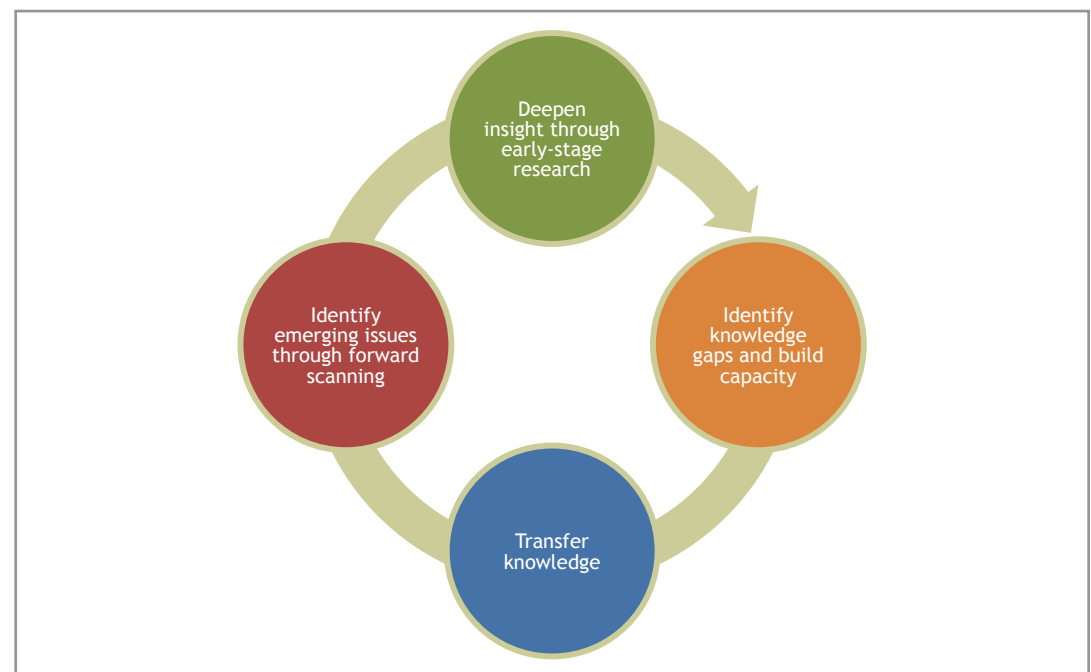 Deepen
insight through
early-stage
research
Identify
emerging issues
through forward
scanning
Identify
knowledge
gaps and build
capacity
Transfer
knowledge